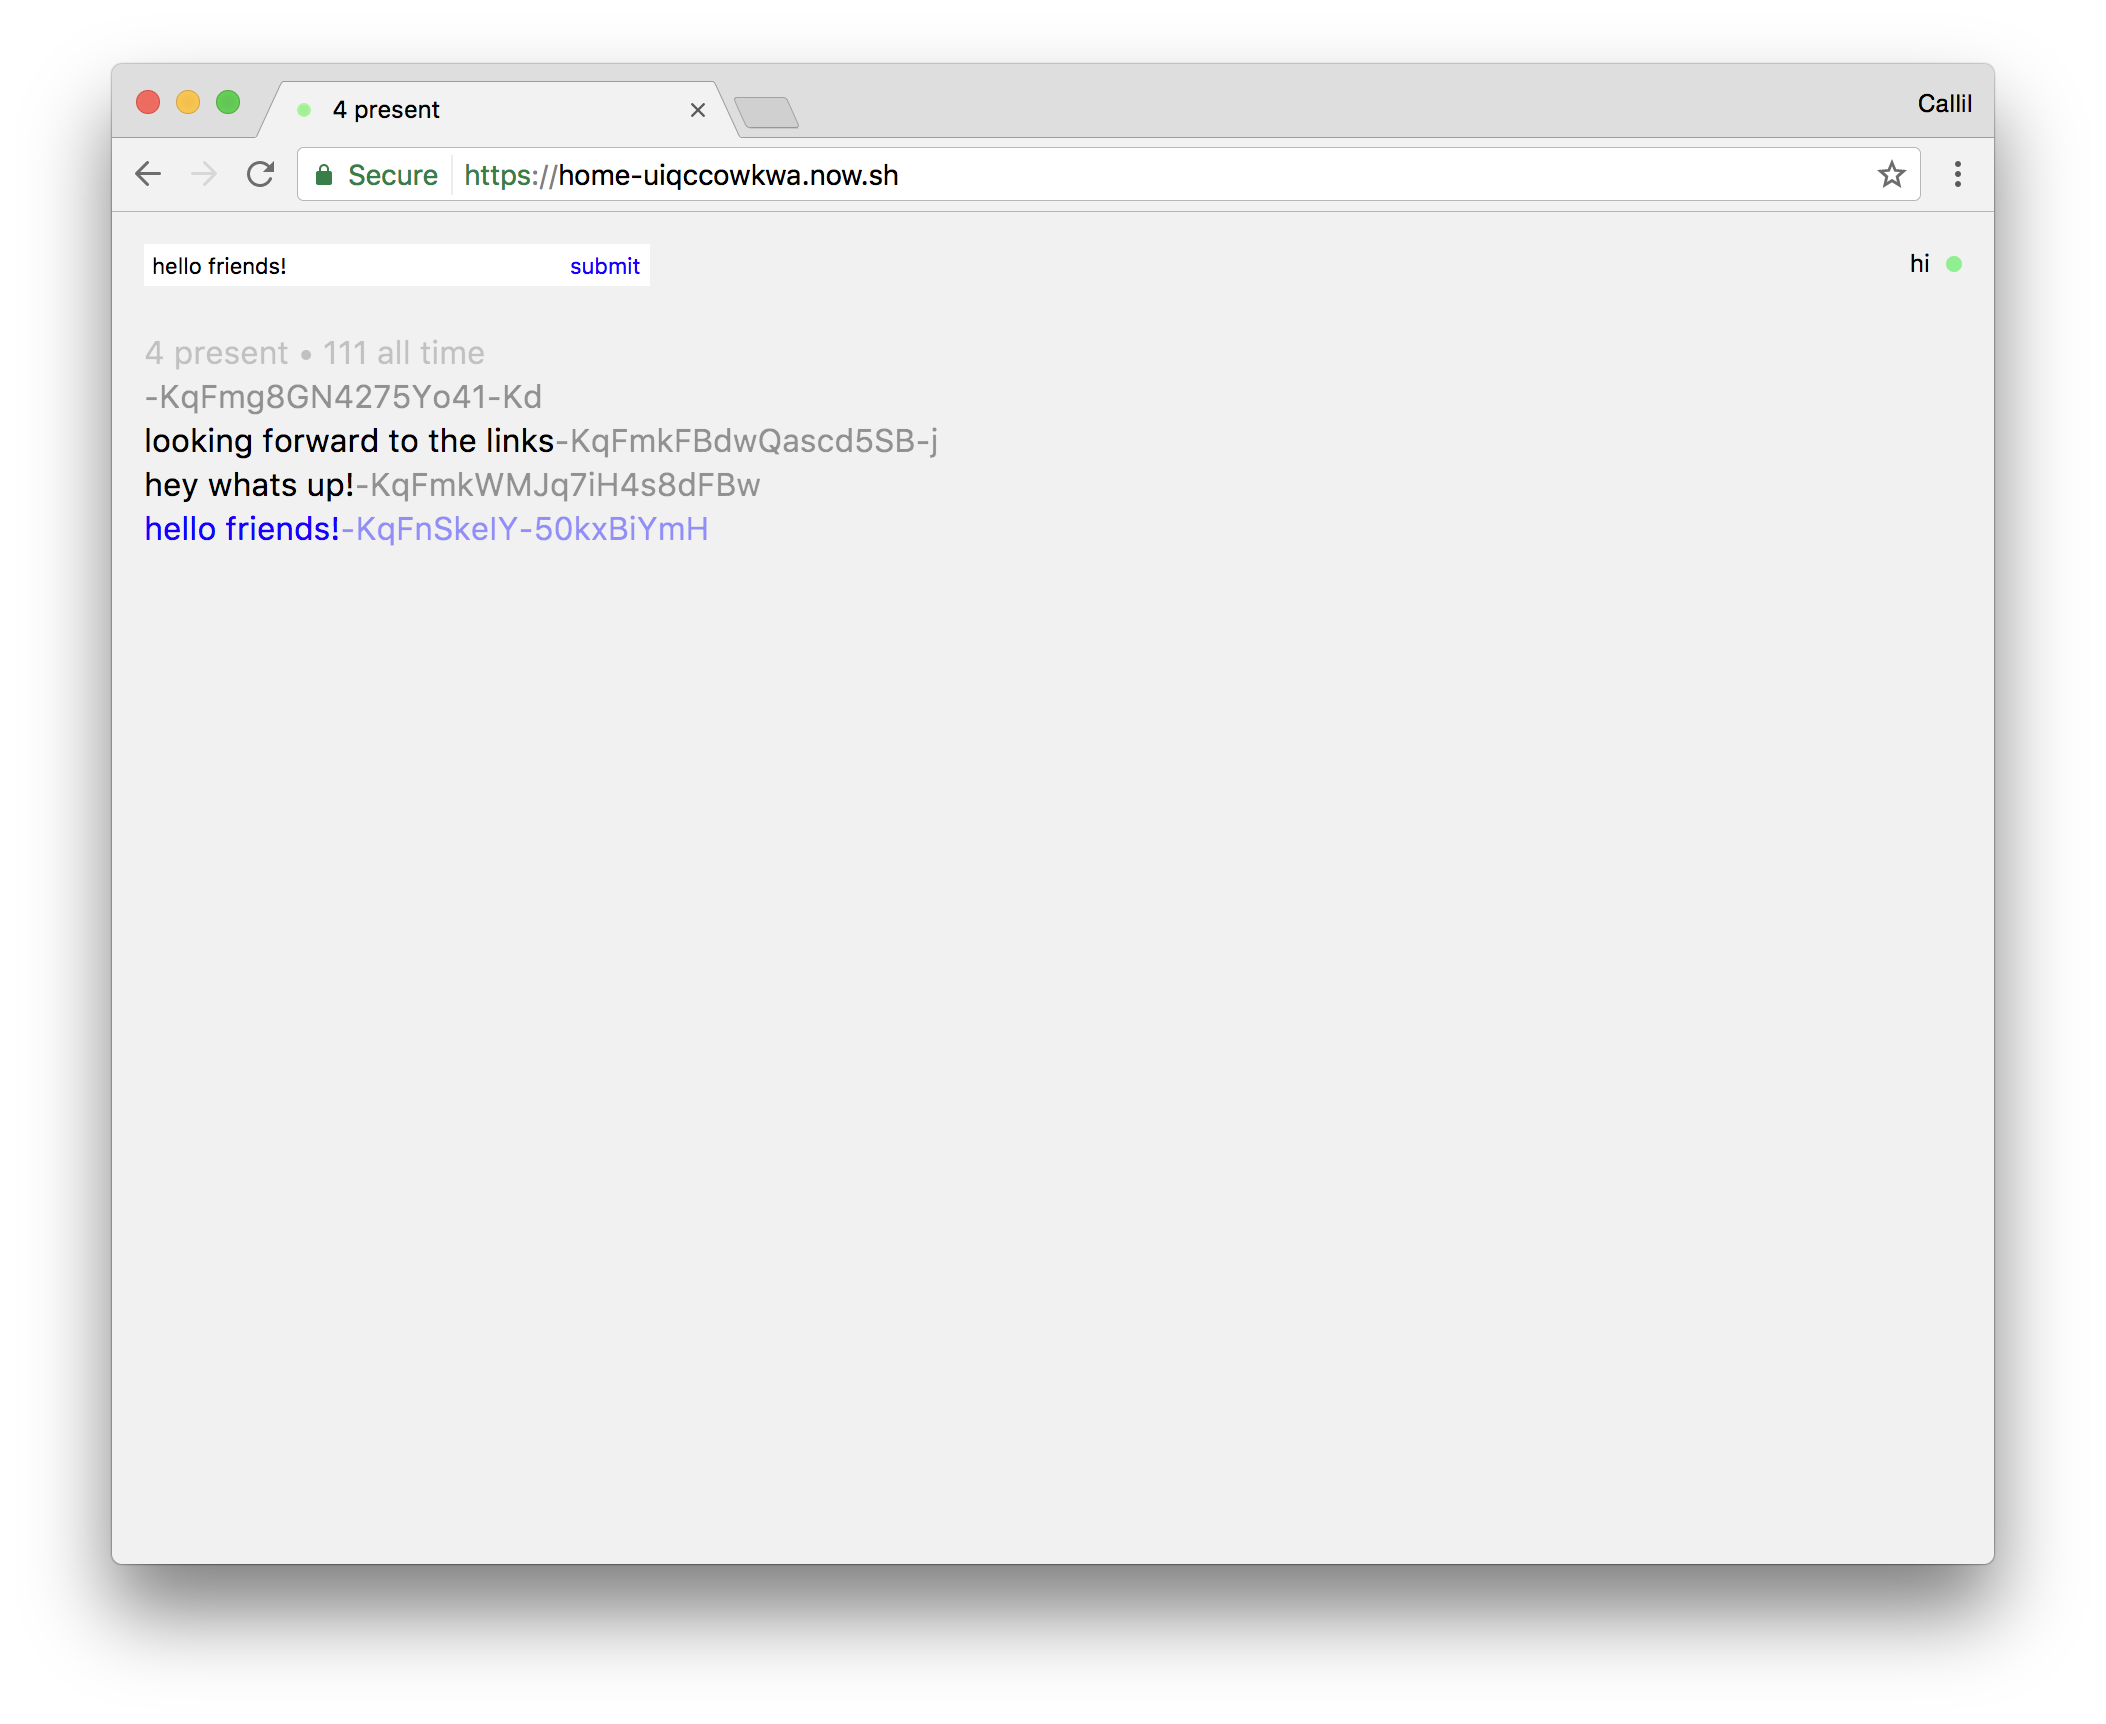 4 present
Callil
Secure https://home-uiqccowkwa.now.sh
hello friends! submit
hi
4 present • 111 all time
-KqFmg8GN4275Yo41-Kd
looking forward to the links-KqFmkFBdwQascd5SB-j
hey whats up!-KqFmkWMJq7iH4s8dFBw
hello friends!-KqFnSkelY-50kxBiYmH